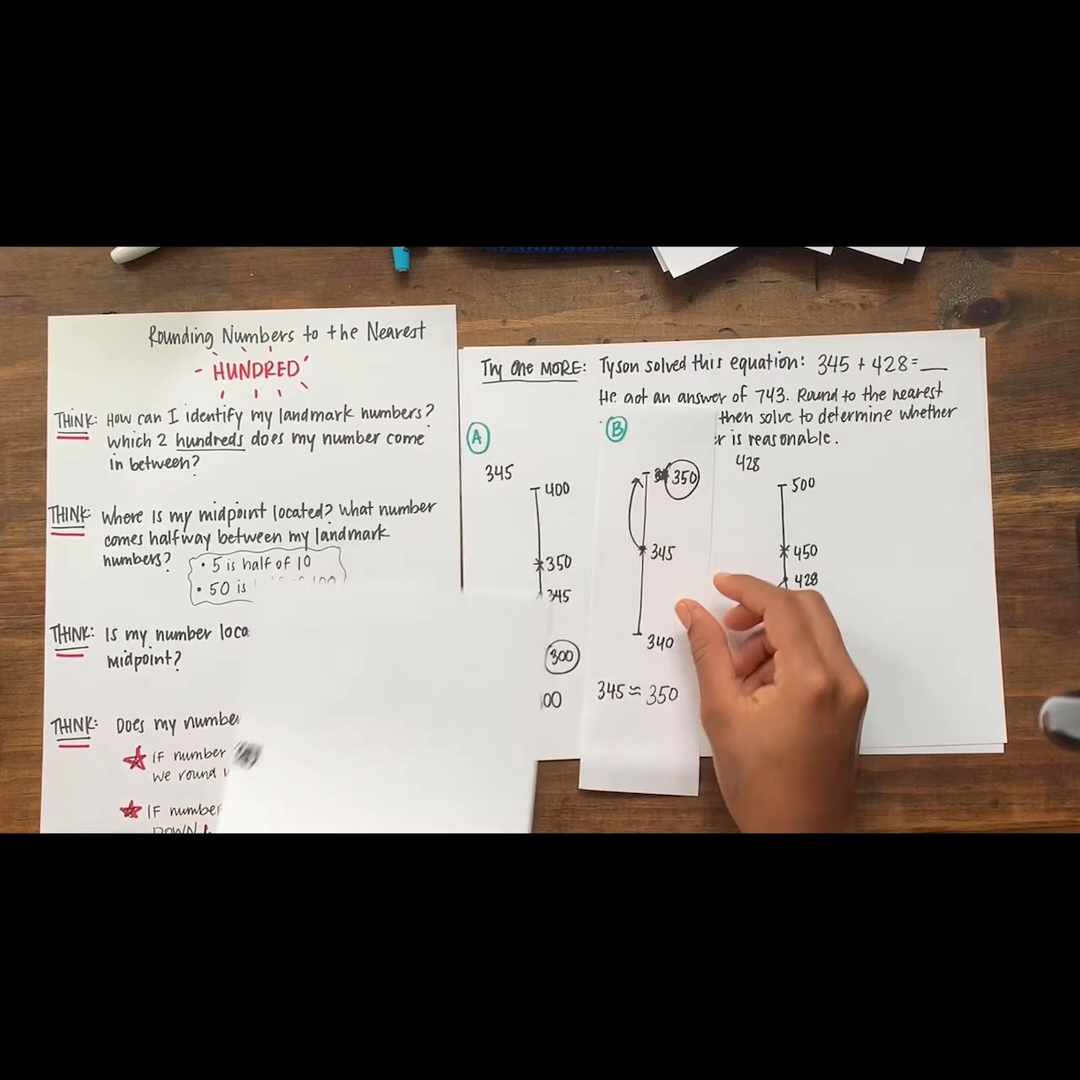 Rounding Numbers to the Nearest
- HUNDRED
THINK: How can I identify my landmark numbers?
Which 2 hundreds does my number come
in between?
THINK: Where is my midpoint located? What number
comes halfway between my landmark
numbers?
• 5 is half of 10
• 50 is
THINK: Is my number
midpoint?
THINK: Does my number
IF number
we round
IF number
DOWN
Try One MORE: Tyson solved this equation: 345 + 428 = __
He got an answer of 743. Round to the nearest
then solve to determine whether
is reasonable.
A
345
400
350
345
300
B
350
345
340
345 ≈ 350
428
500
450
428